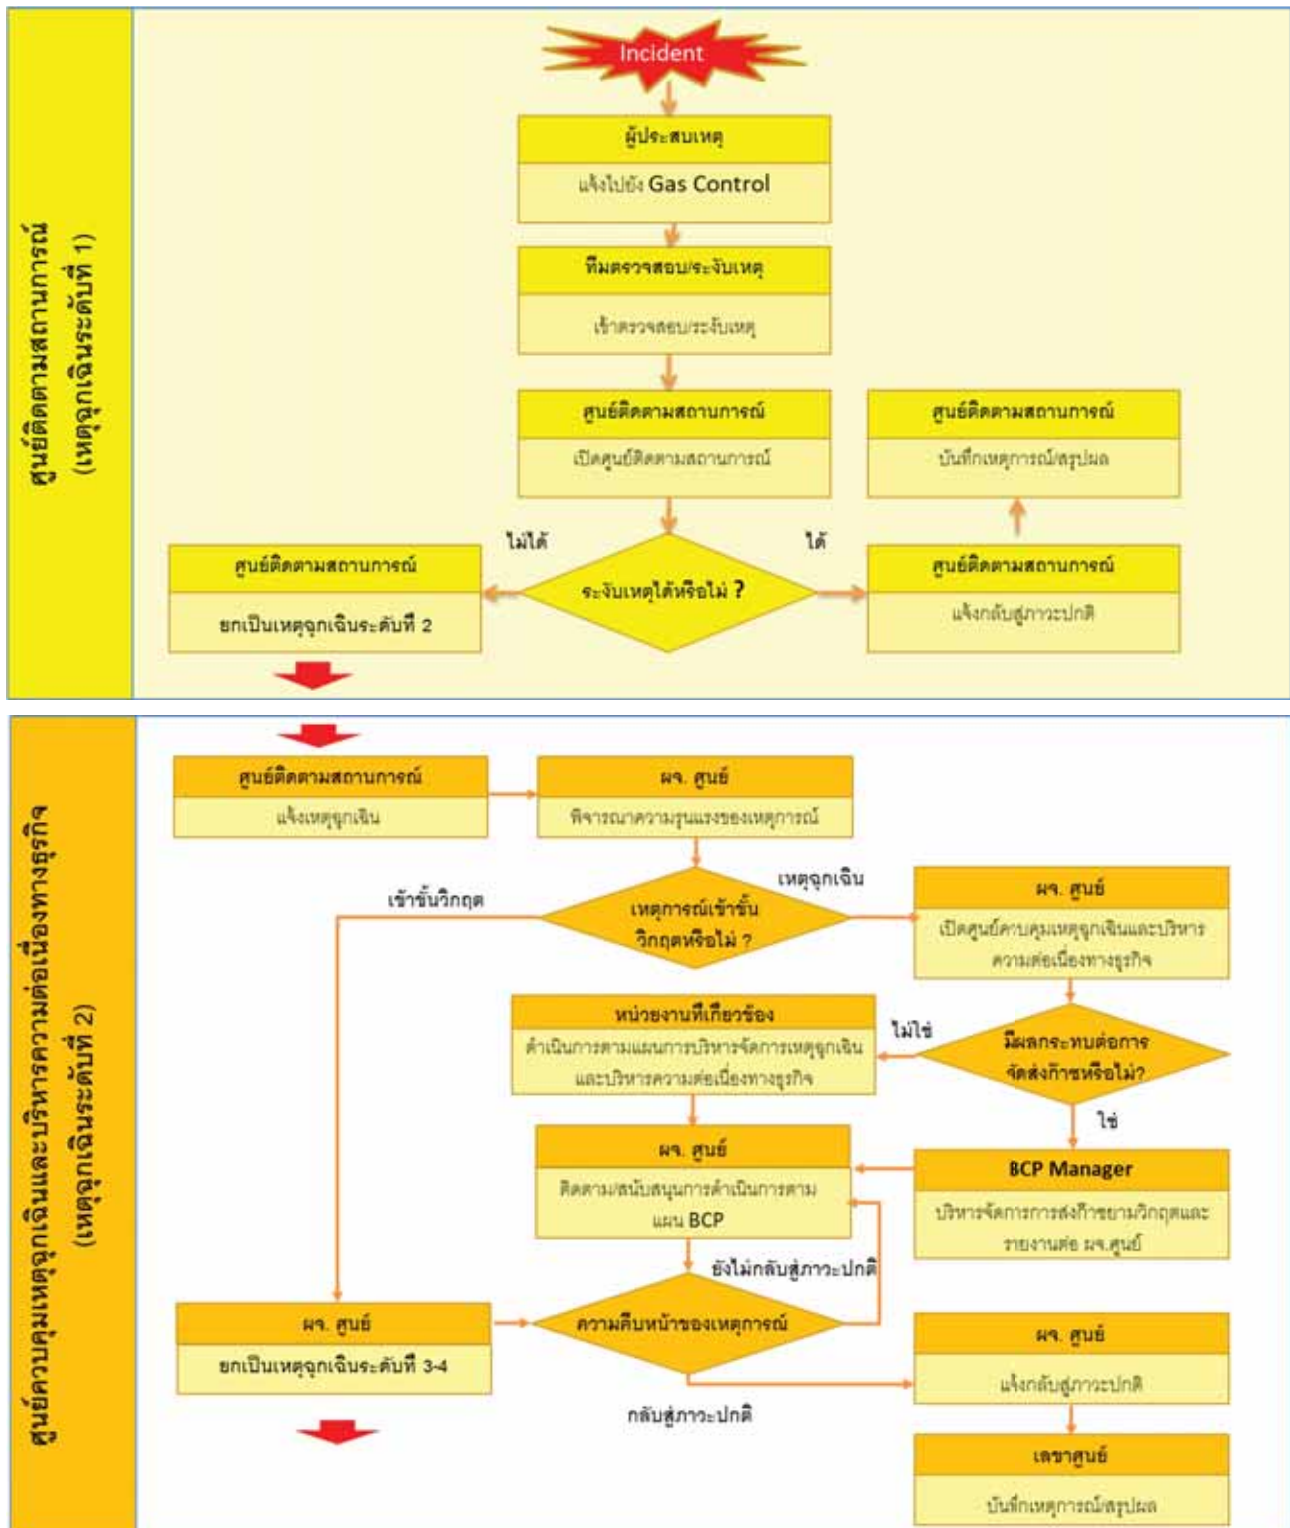 ศูนย์ติดตามสถานการณ์
(เหตุฉุกเฉินระดับที่ 1)
Incident
ผู้ประสบเหตุ
แจ้งไปยัง Gas Control
ทีมตรวจสอบ/ระงับเหตุ
เข้าตรวจสอบ/ระงับเหตุ
ศูนย์ติดตามสถานการณ์
เปิดศูนย์ติดตามสถานการณ์
ศูนย์ติดตามสถานการณ์
บันทึกเหตุการณ์/สรุปผล
ไม่ได้
ได้
ระงับเหตุได้หรือไม่ ?
ศูนย์ติดตามสถานการณ์
ยกเป็นเหตุฉุกเฉินระดับที่ 2
ศูนย์ติดตามสถานการณ์
แจ้งกลับสู่ภาวะปกติ
ศูนย์ควบคุมเหตุฉุกเฉินและบริหารความต่อเนื่องทางธุรกิจ
(เหตุฉุกเฉินระดับที่ 2)
ศูนย์ติดตามสถานการณ์
แจ้งเหตุฉุกเฉิน
ผจ. ศูนย์
พิจารณาความรุนแรงของเหตุการณ์
เข้าขั้นวิกฤต
เหตุฉุกเฉิน
เหตุการณ์เข้าขั้น
วิกฤตหรือไม่ ?
ผจ. ศูนย์
เปิดศูนย์ควบคุมเหตุฉุกเฉินและบริหาร
ความต่อเนื่องทางธุรกิจ
หน่วยงานที่เกี่ยวข้อง
ดำเนินการตามแผนการบริหารจัดการเหตุฉุกเฉิน
และบริหารความต่อเนื่องทางธุรกิจ
ไม่ใช่
มีผลกระทบต่อการ
จัดส่งก๊าซหรือไม่?
ใช่
ผจ. ศูนย์
ติดตาม/สนับสนุนการดำเนินการตาม
แผน BCP
BCP Manager
บริหารจัดการการส่งก๊าซยามวิกฤตและ
รายงานต่อ ผจ.ศูนย์
ยังไม่กลับสู่ภาวะปกติ
ผจ. ศูนย์
ยกเป็นเหตุฉุกเฉินระดับที่ 3-4
ความคืบหน้าของเหตุการณ์
ผจ. ศูนย์
แจ้งกลับสู่ภาวะปกติ
กลับสู่ภาวะปกติ
เลขาศูนย์
บันทึกเหตุการณ์/สรุปผล